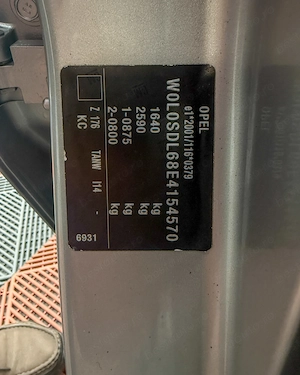 OPEL
e1*2001/116*0379
W0L0SDL68E4154570
1640 kg
2590 kg
1-0875 kg
2-0800 kg
Z 176 TAMW 114 -
KC
6931